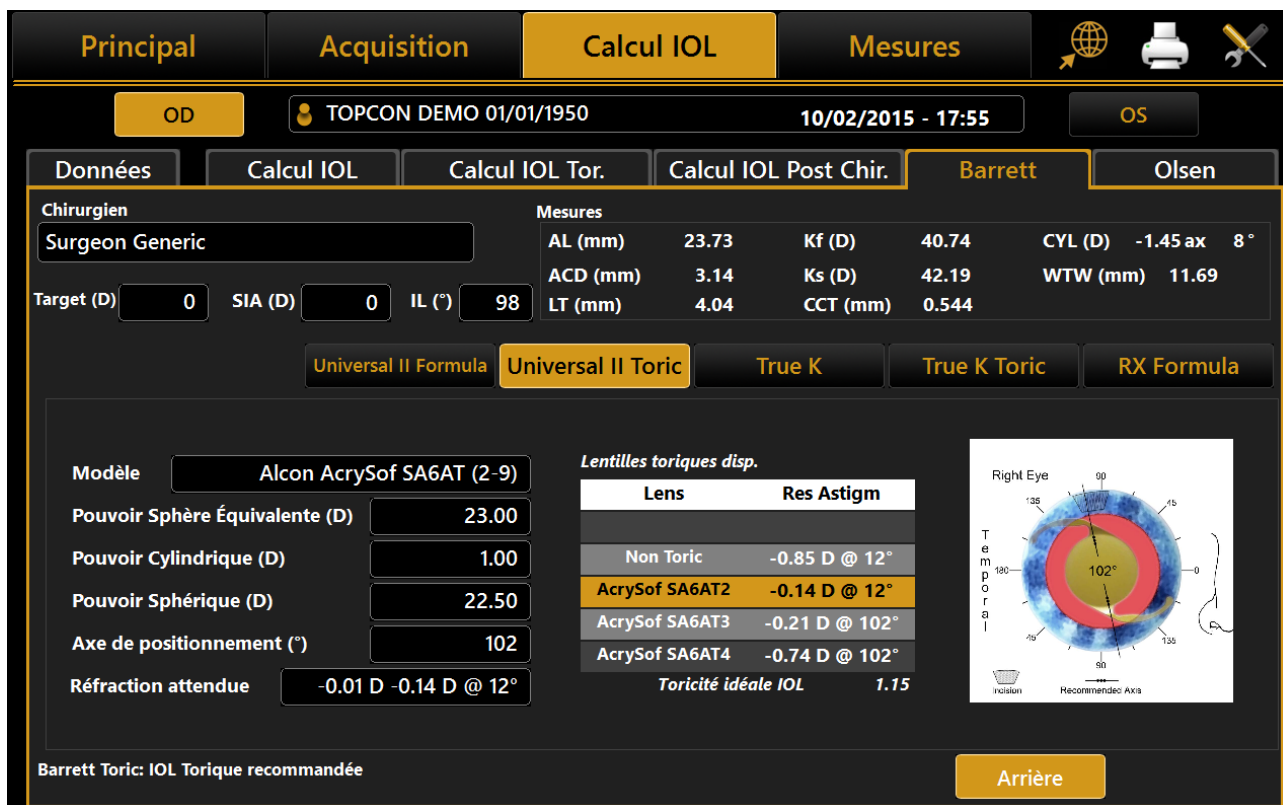 Principal Acquisition Calcul IOL Mesures
OD TOPCON DEMO 01/01/1950 10/02/2015 - 17:55 OS
Données Calcul IOL Calcul IOL Tor. Calcul IOL Post Chir. Barrett Olsen
Chirurgien Mesures
Surgeon Generic AL (mm) 23.73 Kf (D) 40.74 CYL (D) -1.45 ax 8°
ACD (mm) 3.14 Ks (D) 42.19 WTW (mm) 11.69
Target (D) 0 SIA (D) 0 IL (°) 98 LT (mm) 4.04 CCT (mm) 0.544
Universal II Formula Universal II Toric True K True K Toric RX Formula
Modèle Alcon AcrySof SA6AT (2-9)
Pouvoir Sphère Équivalente (D) 23.00
Pouvoir Cylindrique (D) 1.00
Pouvoir Sphérique (D) 22.50
Axe de positionnement (°) 102
Réfraction attendue -0.01 D -0.14 D @ 12°
Lentilles toriques disp.
Lens Res Astigm
Non Toric -0.85 D @ 12°
AcrySof SA6AT2 -0.14 D @ 12°
AcrySof SA6AT3 -0.21 D @ 102°
AcrySof SA6AT4 -0.74 D @ 102°
Toricité idéale IOL 1.15
Right Eye 90
135 45
Temporal
180 102° 0
45 135
90
Incision Recommended Axis
Barrett Toric: IOL Torique recommandée
Arrière